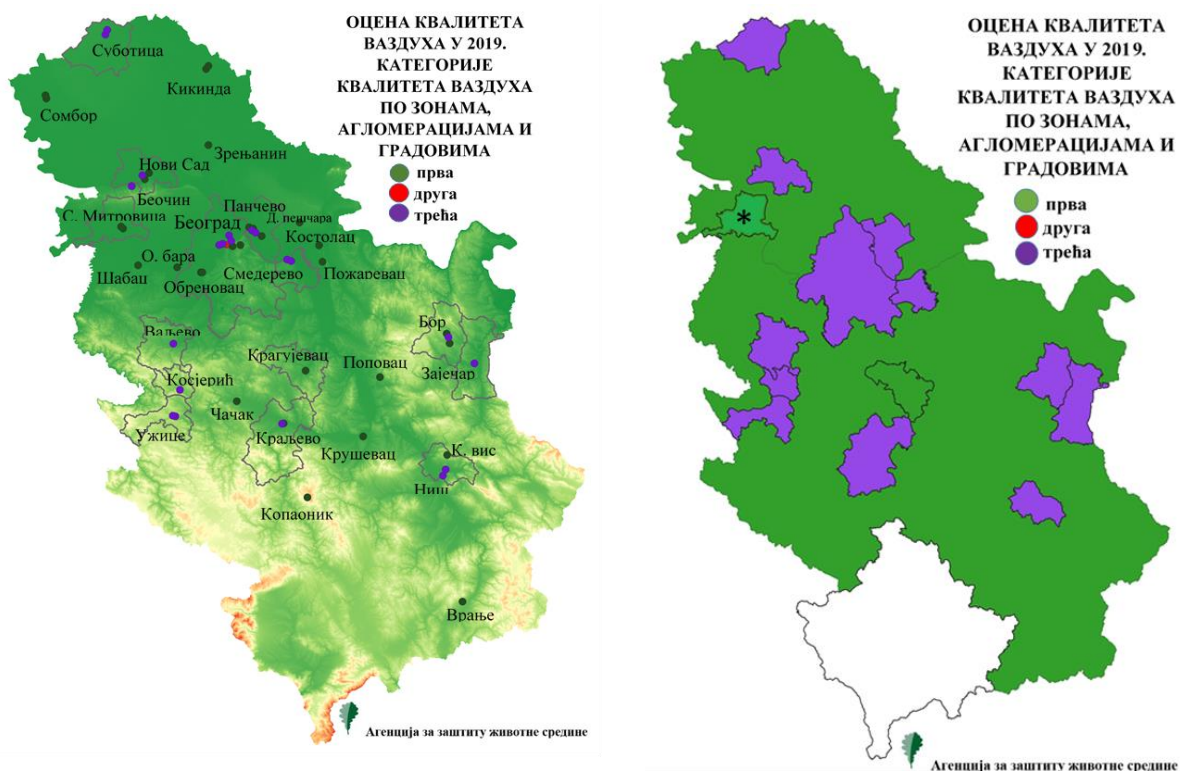 ОЦЕНА КВАЛИТЕТА
ВАЗДУХА У 2019.
КАТЕГОРИЈЕ
КВАЛИТЕТА ВАЗДУХА
ПО ЗОНАМА,
АГЛОМЕРАЦИЈАМА И
ГРАДОВИМА
прва
друга
трећа
Суботица
Кикинда
Сомбор
Зрењанин
Нови Сад
Беочин
С. Митровица
Панчево
Београд
Д. пешчара
Костолац
О. бара
Шабац
Смедерево
Пожаревац
Обреновац
Ваљево
Бор
Крагујевац
Поповац
Зајечар
Косјерић
Чачак
Ужице
Краљево
Крушевац
К. вис
Ниш
Копаоник
Врање
Агенција за заштиту животне средине
ОЦЕНА КВАЛИТЕТА
ВАЗДУХА У 2019.
КАТЕГОРИЈЕ
КВАЛИТЕТА ВАЗДУХА
ПО ЗОНАМА,
АГЛОМЕРАЦИЈАМА И
ГРАДОВИМА
прва
друга
трећа
*
Агенција за заштиту животне средине